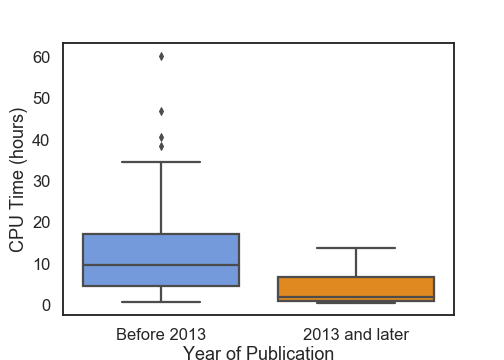 60
50
40
30
20
10
0
CPU Time (hours)
Before 2013
2013 and later
Year of Publication